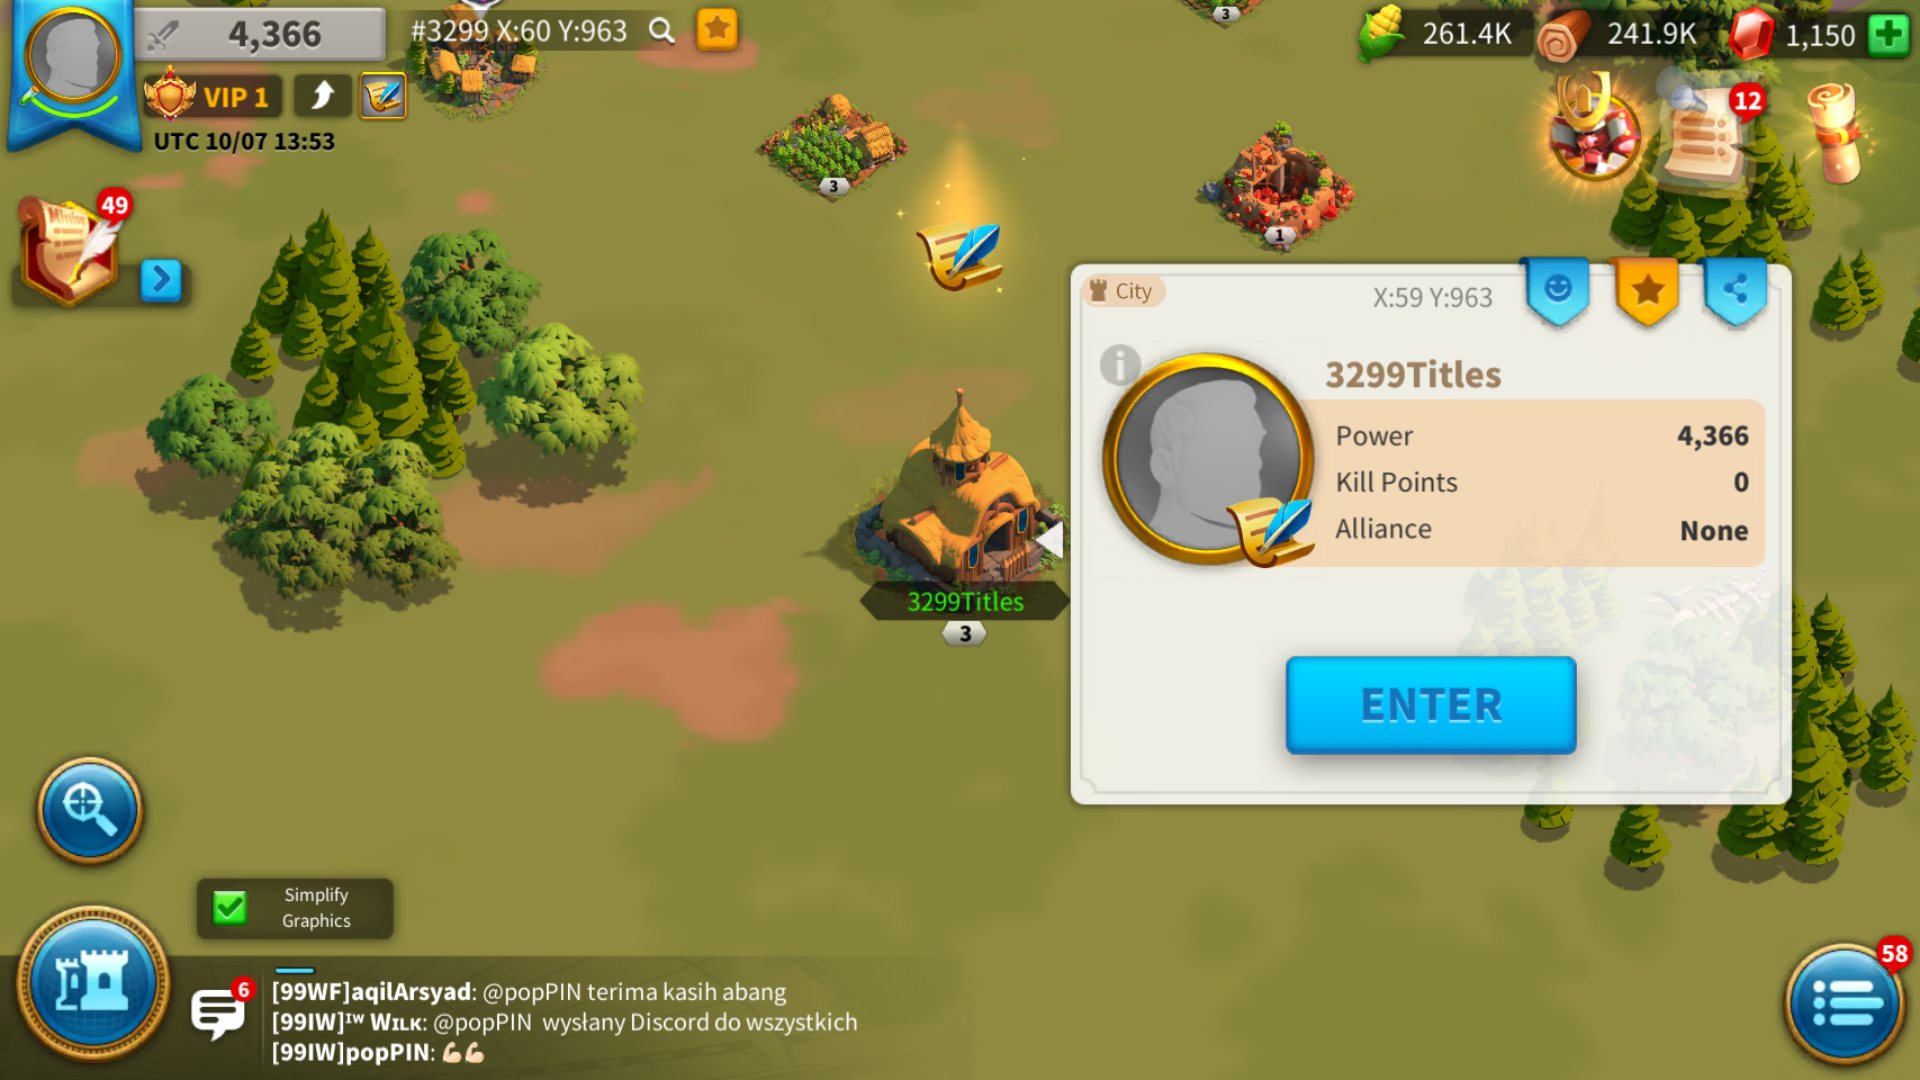 4,366
#3299 X:60 Y:963
261.4K
241.9K
1,150
VIP 1
UTC 10/07 13:53
12
49
Mission
3
3
1
City
X:59 Y:963
3299Titles
Power 4,366
Kill Points 0
Alliance None
ENTER
3299Titles
3
Simplify
Graphics
6
58
[99WF]aqilArsyad: @popPIN terima kasih abang
[99IW]ᴵᵂ Wɪʟᴋ: @popPIN  wysłany Discord do wszystkich
[99IW]popPIN: 💪🏻💪🏻